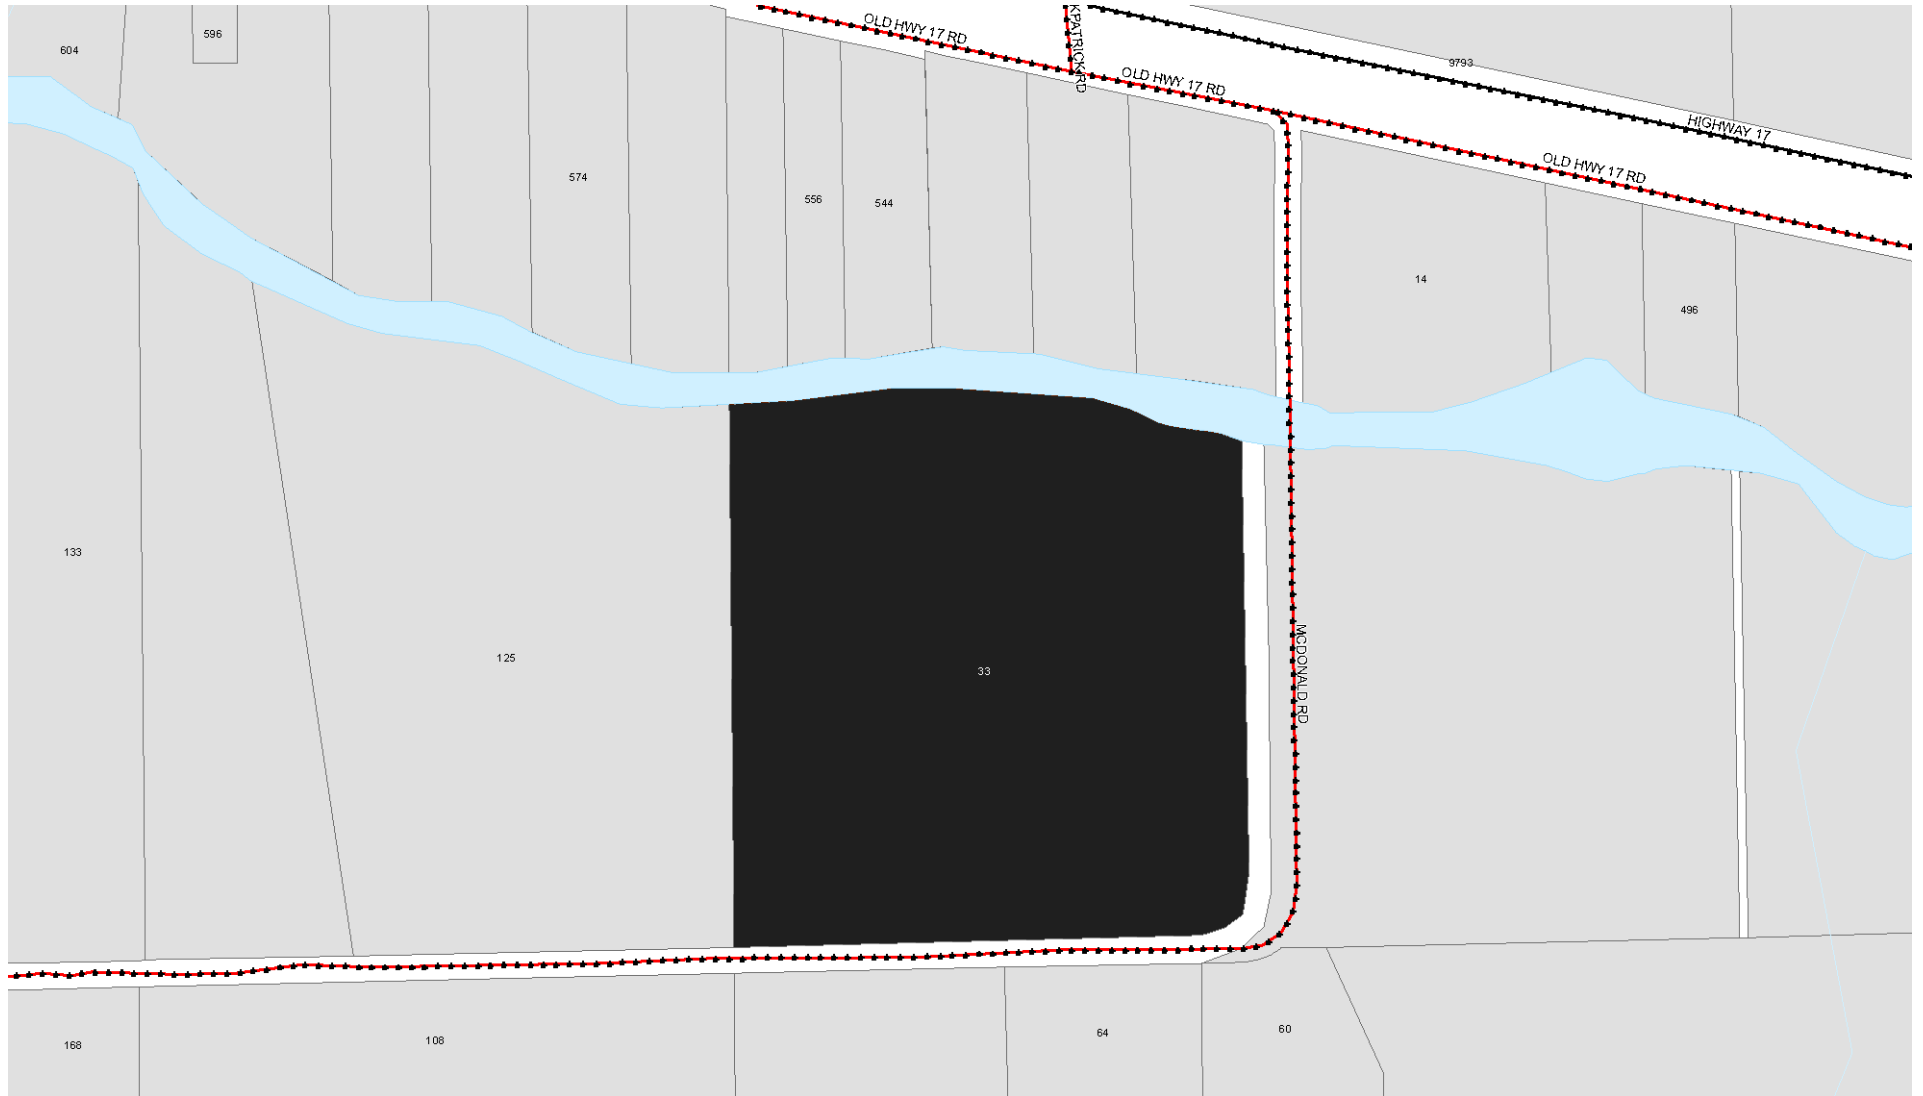 OLD HWY 17 RD
KPATRICK RD
596
604
9793
OLD HWY 17 RD
HIGHWAY 17
OLD HWY 17 RD
574
556
544
14
496
133
125
33
MCDONALD RD
60
64
108
168